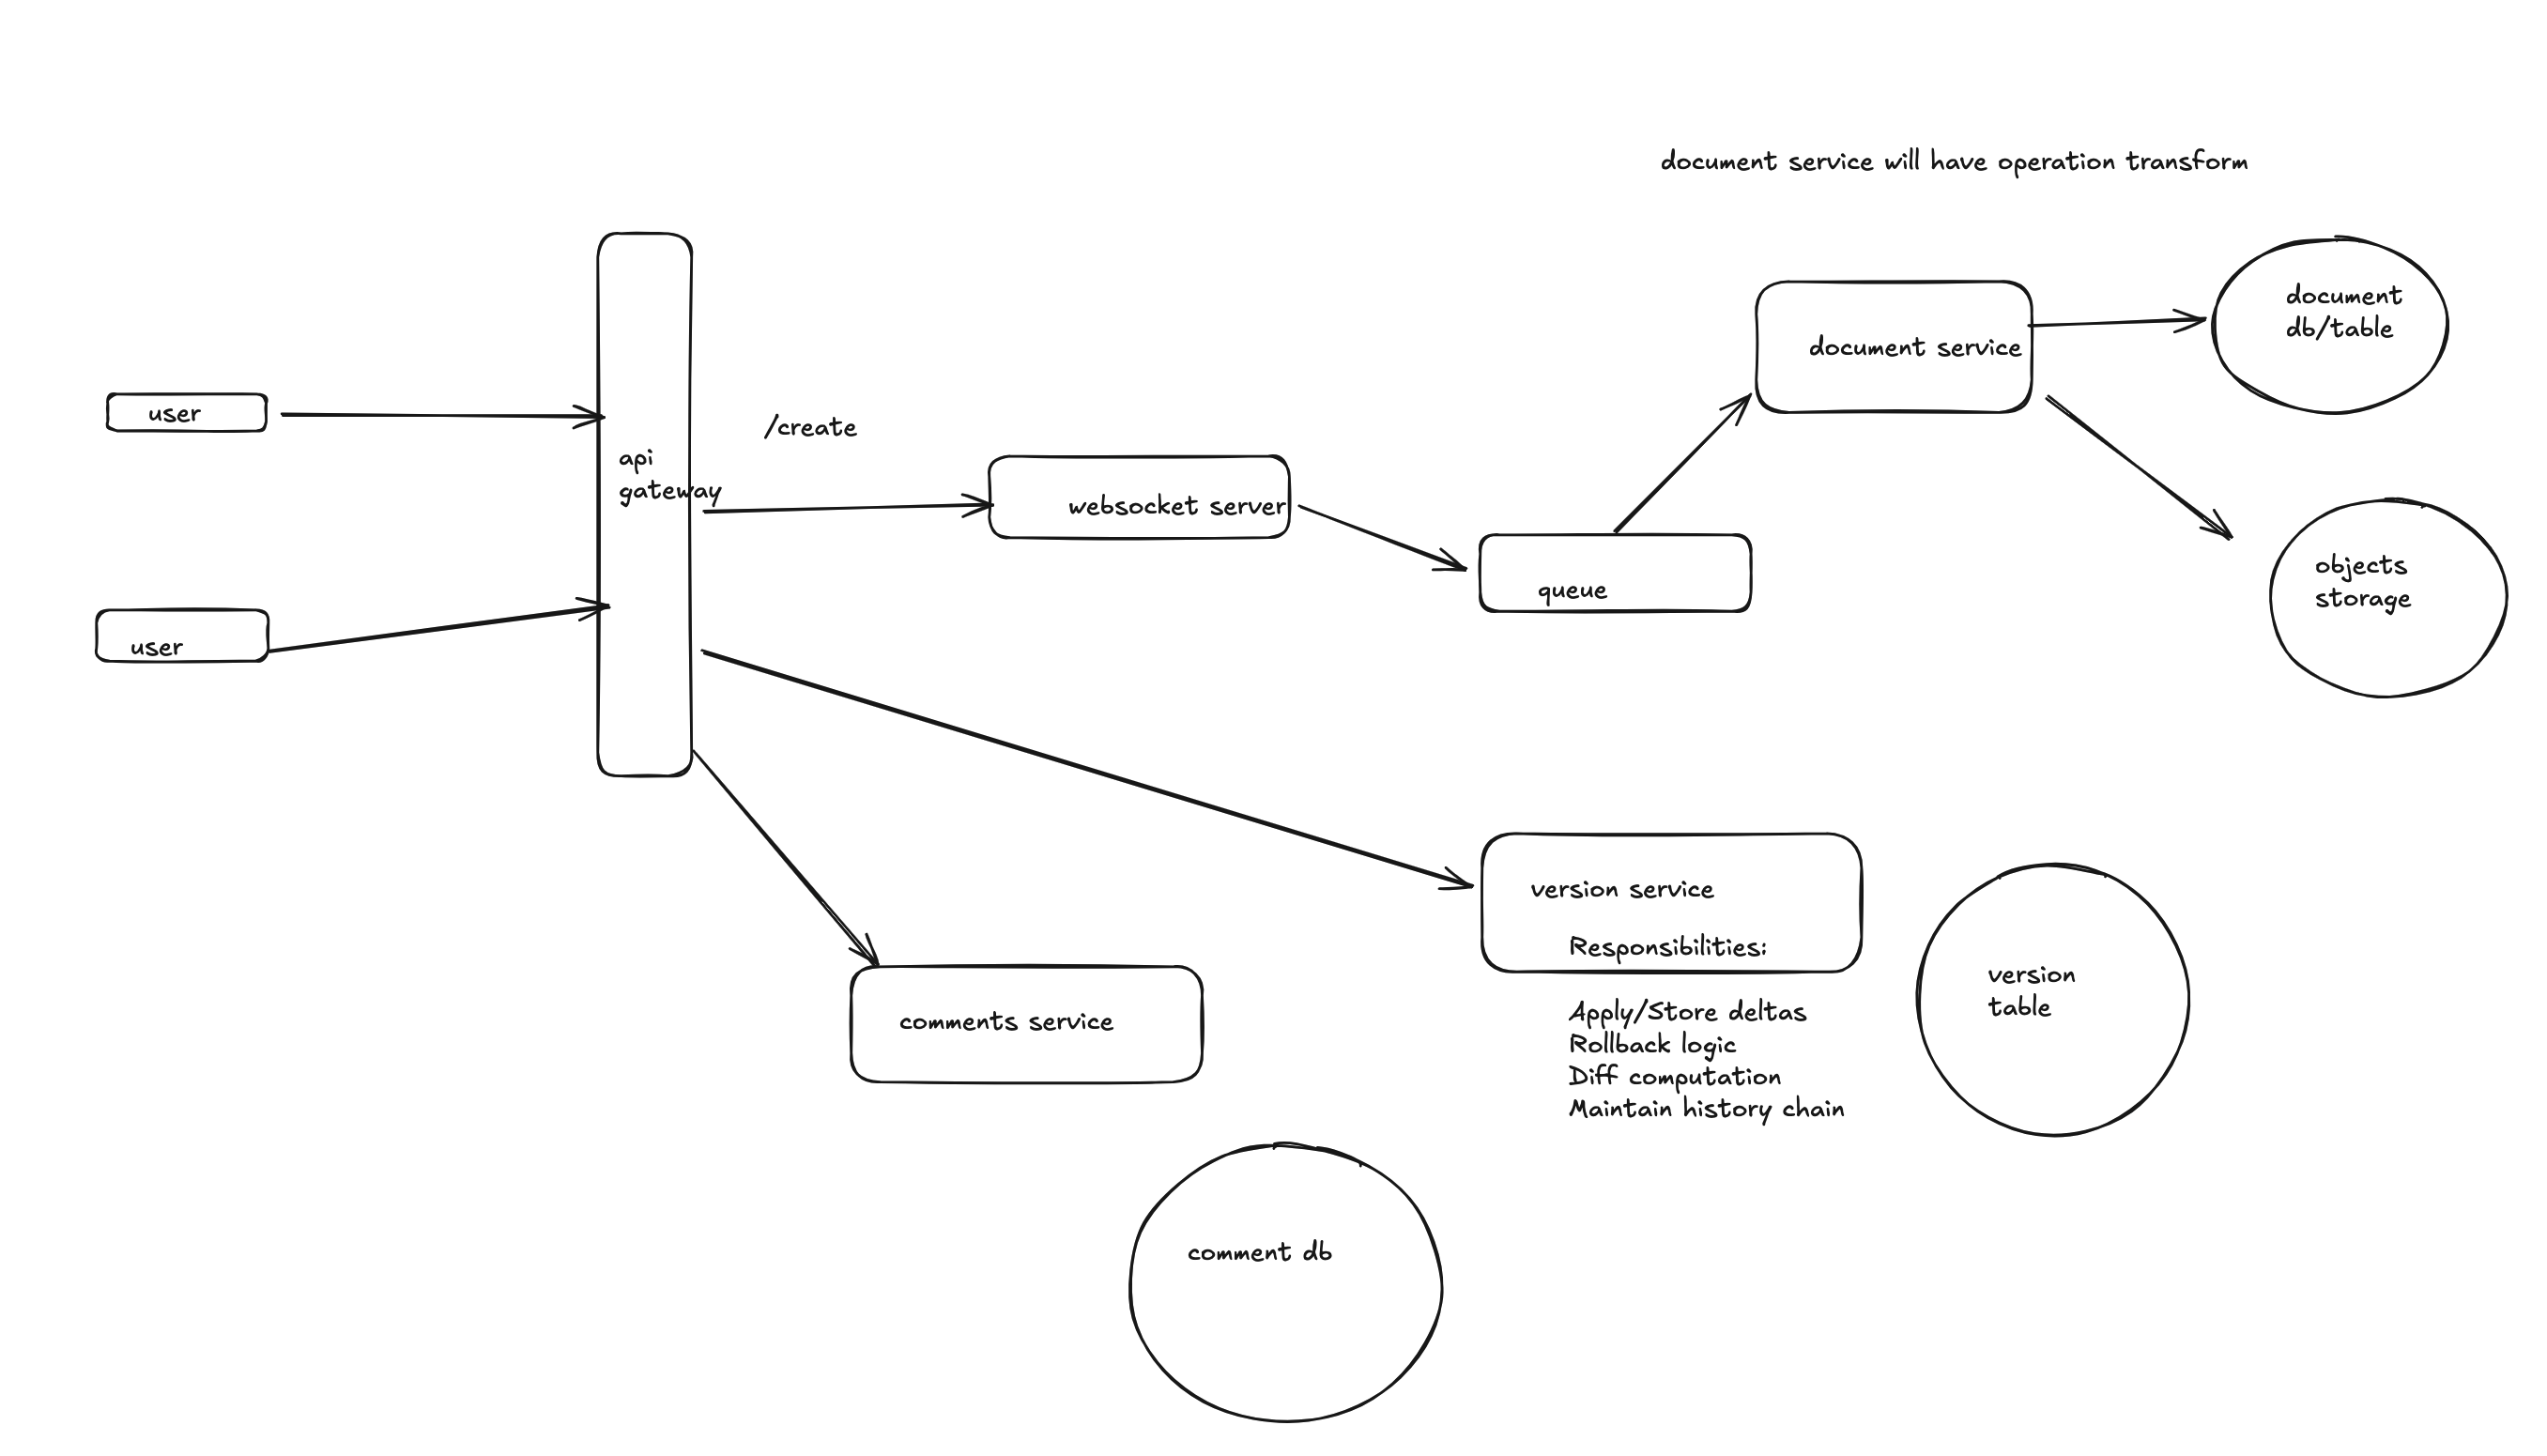 document service will have operation transform
document
db/table
document service
user
/create
api
gateway
websocket server
objects
storage
queue
user
version service
Responsibilities:
Apply/Store deltas
Rollback logic
Diff computation
Maintain history chain
version
table
comments service
comment db